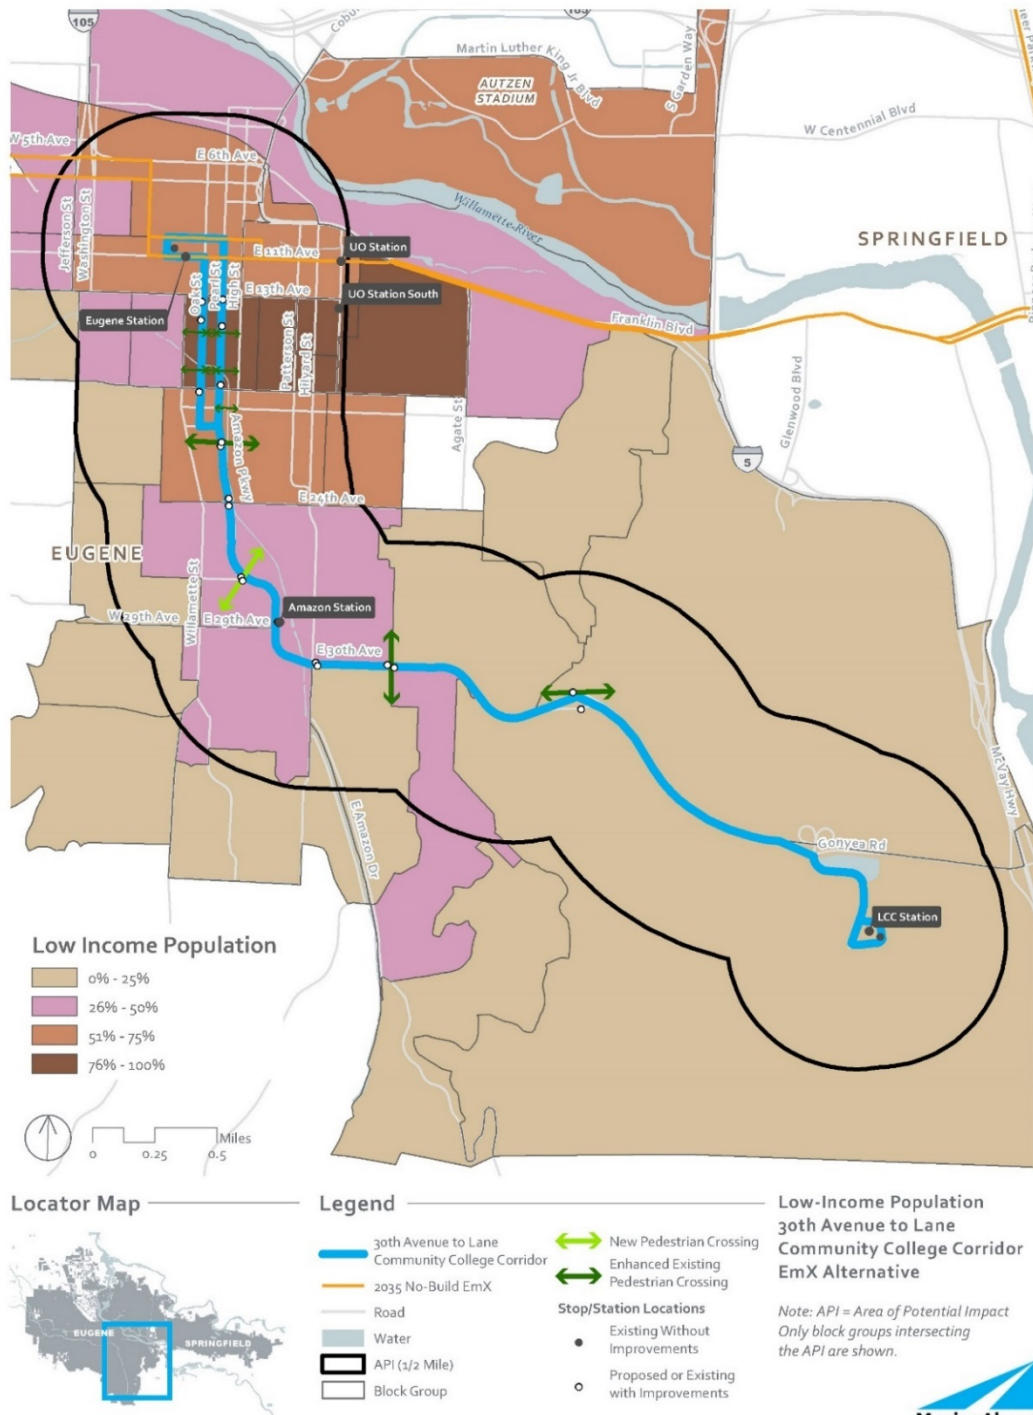 105
105
Coburg
Martin Luther King Jr Blvd
S Garden Way
AUTZEN
STADIUM
W Centennial Blvd
W 5th Ave
E 6th Ave
Jefferson St
Washington St
Willamette River
SPRINGFIELD
UO Station
E 11th Ave
Oak St
Pearl St
High St
E 13th Ave
UO Station South
Eugene Station
Franklin Blvd
Patterson St
Hilyard St
Glenwood Blvd
Agate St
Amazon Pkwy
5
E 24th Ave
EUGENE
Willamette St
Amazon Station
W 29th Ave
E 29th Ave
E 30th Ave
McVay Hwy
E Amazon Dr
Gonyea Rd
LCC Station
Low Income Population
0% - 25%
26% - 50%
51% - 75%
76% - 100%
Miles
0 0.25 0.5
Locator Map
EUGENE
SPRINGFIELD
Legend
30th Avenue to Lane
Community College Corridor
2035 No-Build EmX
Road
Water
API (1/2 Mile)
Block Group
New Pedestrian Crossing
Enhanced Existing
Pedestrian Crossing
Stop/Station Locations
Existing Without
Improvements
Proposed or Existing
with Improvements
Low-Income Population
30th Avenue to Lane
Community College Corridor
EmX Alternative
Note: API = Area of Potential Impact
Only block groups intersecting
the API are shown.